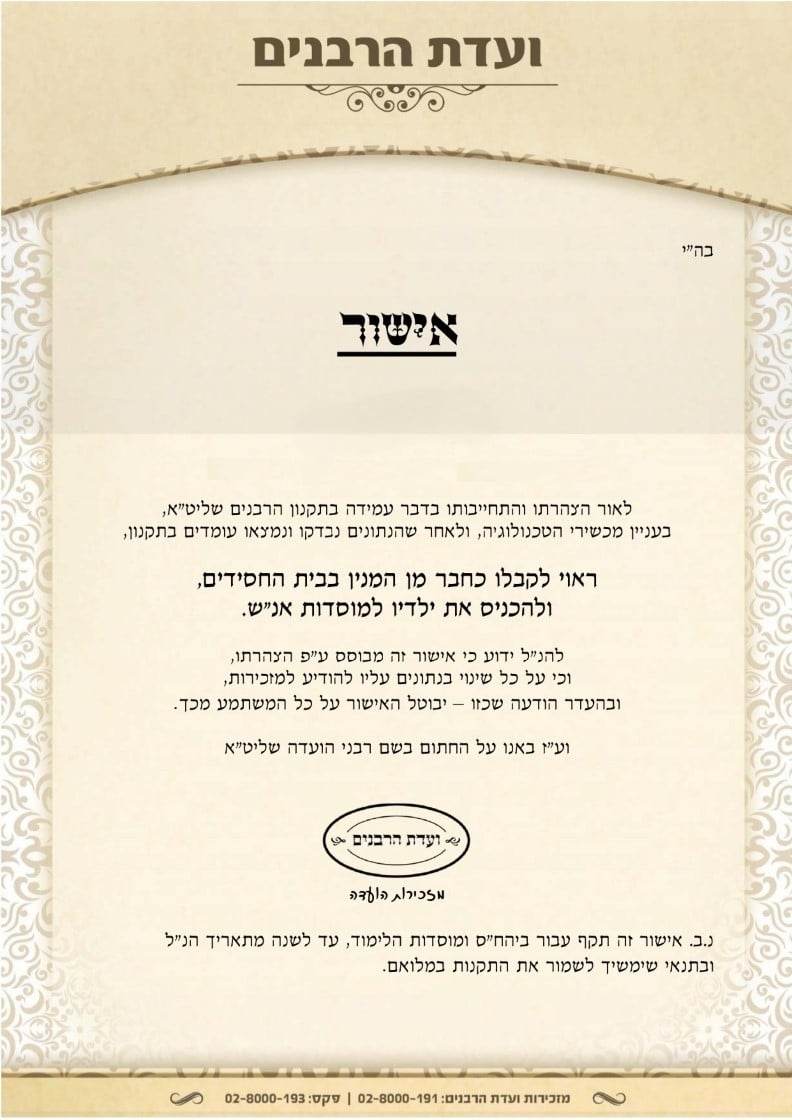 ועדת הרבנים
בה״י
אישור
לאור הצהרתו והתחייבותו בדבר עמידה בתקנון הרבנים שליט״א,
בעניין מכשירי הטכנולוגיה, ולאחר שהנתונים נבדקו ונמצאו עומדים בתקנון,
ראוי לקבלו כחבר מן המנין בבית החסידים,
ולהכניס את ילדיו למוסדות אנ״ש.
להנ״ל ידוע כי אישור זה מבוסס ע״פ הצהרתו,
וכי על כל שינוי בנתונים עליו להודיע למזכירות,
ובהעדר הודעה שכזו – יבוטל האישור על כל המשתמע מכך.
וע״ז באנו על החתום בשם רבני הועדה שליט״א
ועדת הרבנים
מזכירות הועדה
נ.ב. אישור זה תקף עבור ביהח״ס ומוסדות הלימוד, עד לשנה מתאריך הנ״ל
ובתנאי שימשיך לשמור את התקנות במלואם.
מזכירות ועדת הרבנים: 02-8000-191 | פקס: 02-8000-193